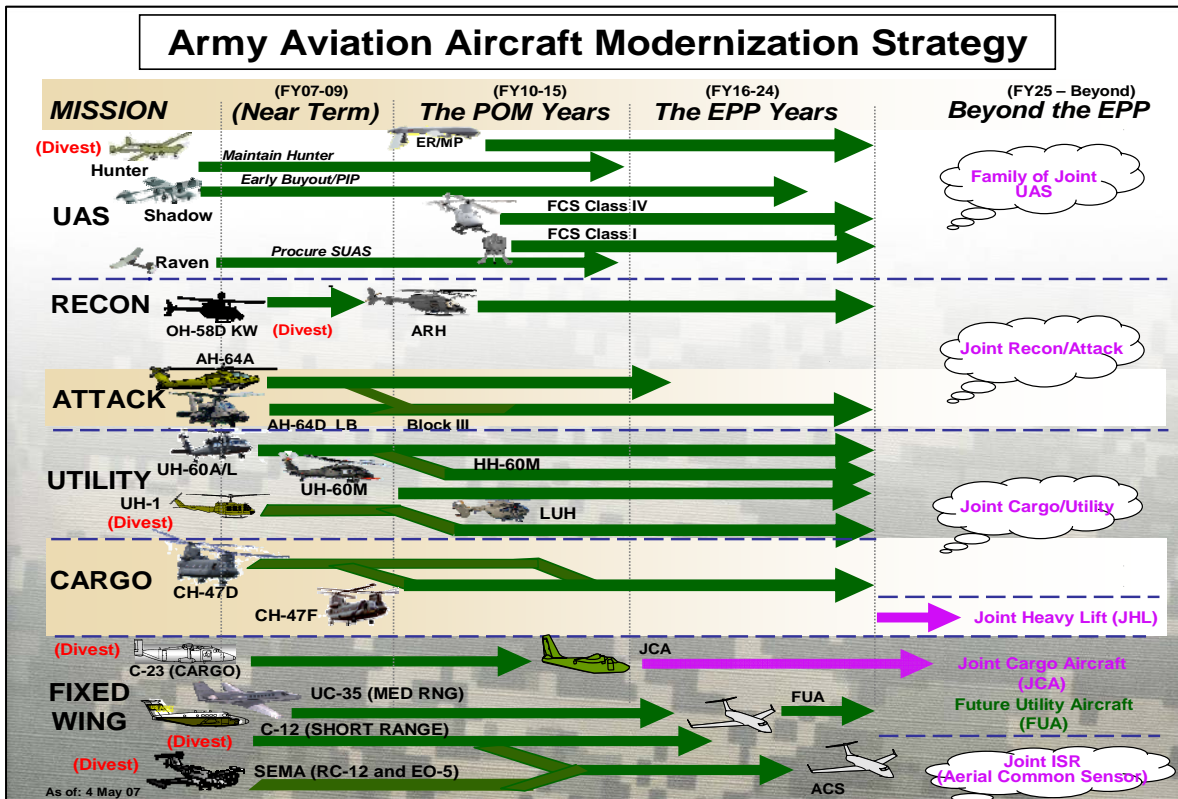 Army Aviation Aircraft Modernization Strategy
MISSION
(FY07-09)
(Near Term)
(FY10-15)
The POM Years
(FY16-24)
The EPP Years
(FY25 – Beyond)
Beyond the EPP
(Divest)
Hunter
Maintain Hunter
ER/MP
Early Buyout/PIP
UAS
Shadow
FCS Class IV
FCS Class I
Raven
Procure SUAS
Family of Joint
UAS
RECON
OH-58D KW
(Divest)
ARH
Joint Recon/Attack
AH-64A
ATTACK
AH-64D LB
Block III
UH-60A/L
HH-60M
UTILITY
UH-60M
UH-1
(Divest)
LUH
Joint Cargo/Utility
CARGO
CH-47D
CH-47F
Joint Heavy Lift (JHL)
(Divest)
C-23 (CARGO)
JCA
Joint Cargo Aircraft
(JCA)
FIXED
WING
UC-35 (MED RNG)
FUA
Future Utility Aircraft
(FUA)
(Divest)
C-12 (SHORT RANGE)
(Divest)
SEMA (RC-12 and EO-5)
ACS
Joint ISR
(Aerial Common Sensor)
As of: 4 May 07